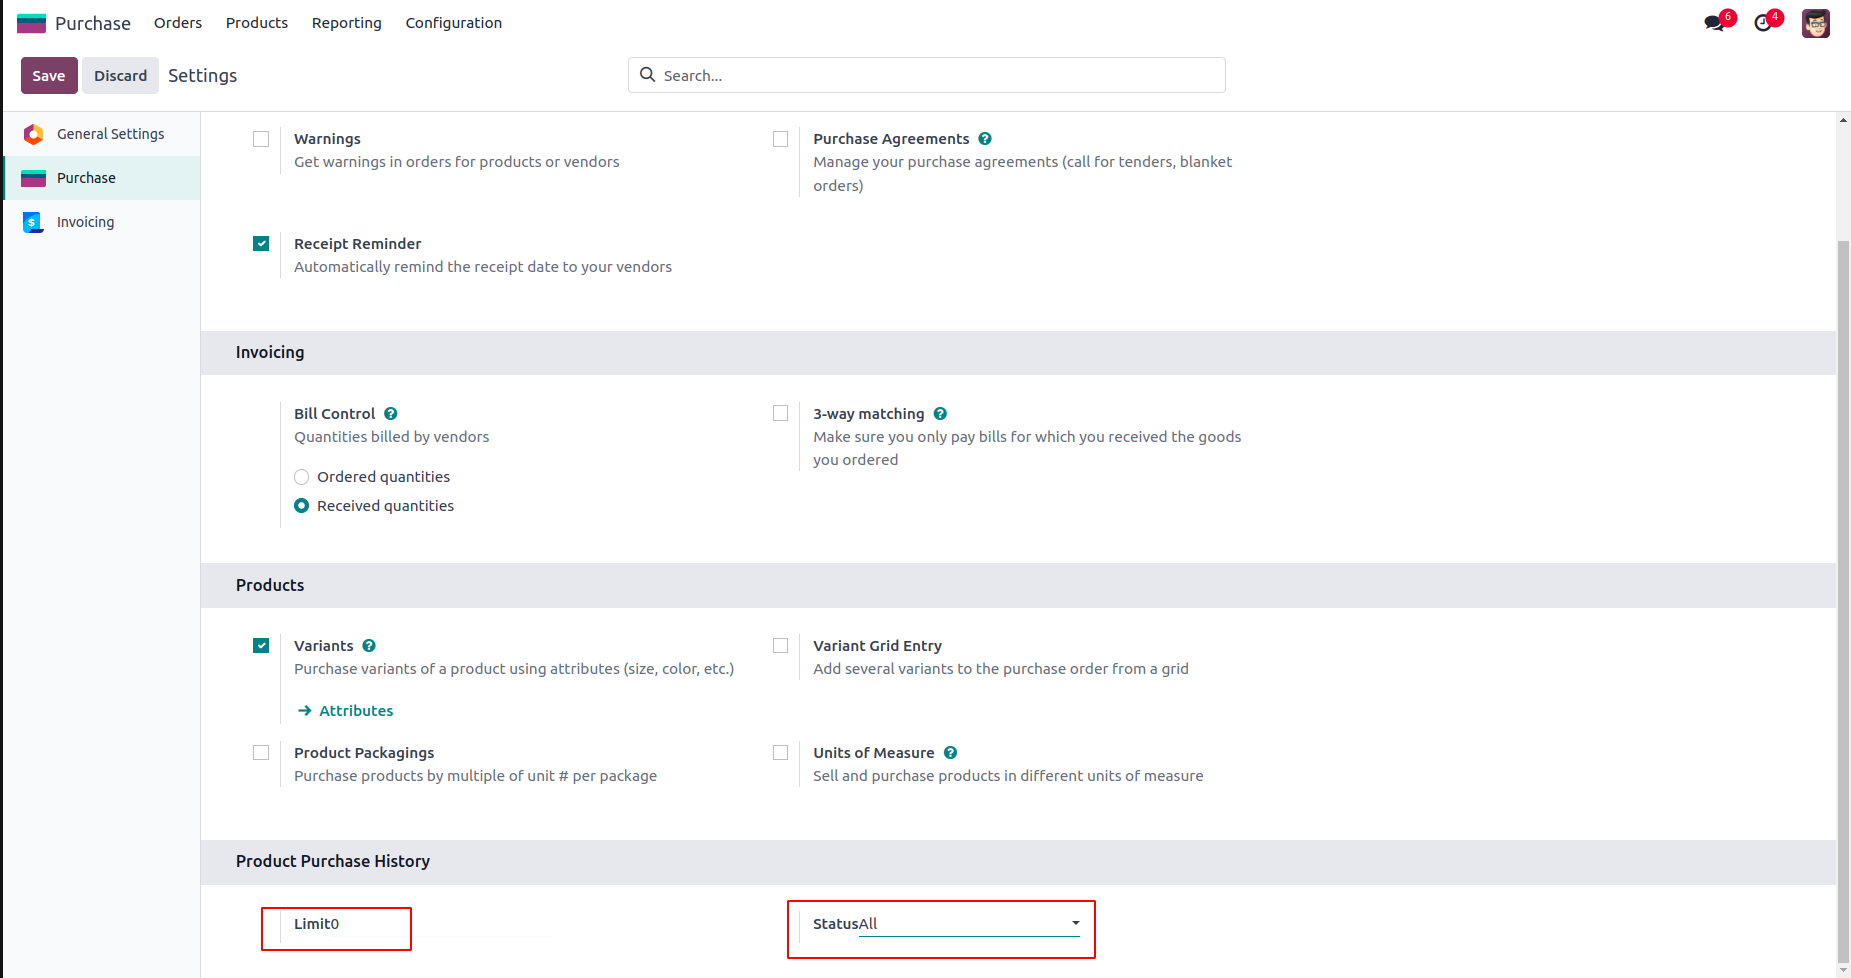 Purchase Orders Products Reporting Configuration 6 4
Save Discard Settings Search...
General Settings
Purchase
Invoicing
Warnings
Get warnings in orders for products or vendors
Purchase Agreements ?
Manage your purchase agreements (call for tenders, blanket
orders)
Receipt Reminder
Automatically remind the receipt date to your vendors
Invoicing
Bill Control ?
Quantities billed by vendors
Ordered quantities
Received quantities
3-way matching ?
Make sure you only pay bills for which you received the goods
you ordered
Products
Variants ?
Purchase variants of a product using attributes (size, color, etc.)
Attributes
Variant Grid Entry
Add several variants to the purchase order from a grid
Product Packagings
Purchase products by multiple of unit # per package
Units of Measure ?
Sell and purchase products in different units of measure
Product Purchase History
Limit0
StatusAll